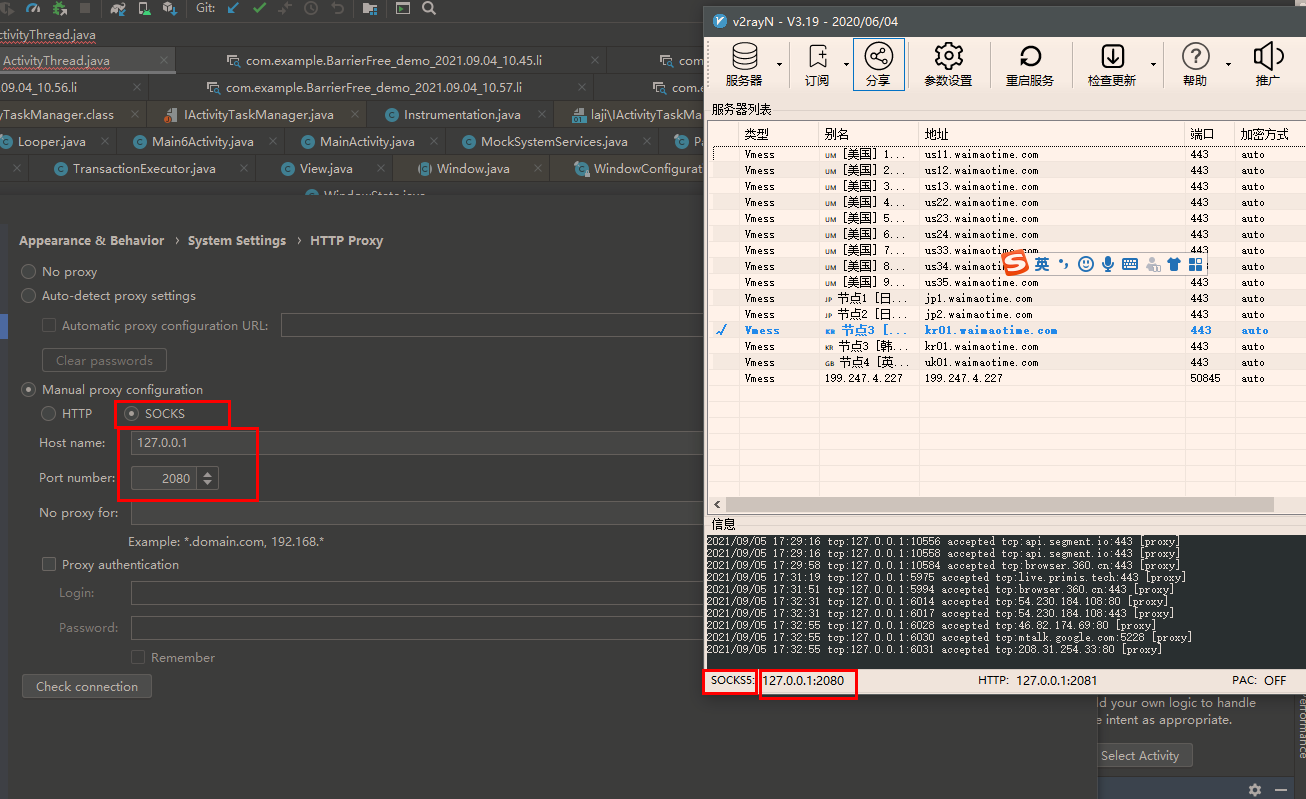 Git:
ctivityThread.java
ActivityThread.java
com.example.BarrierFree_demo_2021.09.04_10.45.li
com
.09.04_10.56.li
com.example.BarrierFree_demo_2021.09.04_10.57.li
com.e
yTaskManager.class
IActivityTaskManager.java
Instrumentation.java
laji\IActivityTaskMa
Looper.java
Main6Activity.java
MainActivity.java
MockSystemServices.java
Pa
TransactionExecutor.java
View.java
Window.java
WindowConfigurat
WindowState.java
Appearance & Behavior › System Settings › HTTP Proxy
No proxy
Auto-detect proxy settings
Automatic proxy configuration URL:
Clear passwords
Manual proxy configuration
HTTP
SOCKS
Host name:
127.0.0.1
Port number:
2080
No proxy for:
Example: *.domain.com, 192.168.*
Proxy authentication
Login:
Password:
Remember
Check connection
v2rayN - V3.19 - 2020/06/04
服务器
订阅
分享
参数设置
重启服务
检查更新
帮助
推广
服务器列表
类型 别名 地址 端口 加密方式
Vmess UM [美国] 1... us11.waimaotime.com 443 auto
Vmess UM [美国] 2... us12.waimaotime.com 443 auto
Vmess UM [美国] 3... us13.waimaotime.com 443 auto
Vmess UM [美国] 4... us22.waimaotime.com 443 auto
Vmess UM [美国] 5... us23.waimaotime.com 443 auto
Vmess UM [美国] 6... us24.waimaotime.com 443 auto
Vmess UM [美国] 7... us33.waimaotime.com 443 auto
Vmess UM [美国] 8... us34.waimaoti 443 auto
英
Vmess UM [美国] 9... us35.waimaotime.com 443 auto
Vmess JP 节点1 [日... jp1.waimaotime.com 443 auto
Vmess JP 节点2 [日... jp2.waimaotime.com 443 auto
Vmess KR 节点3 [... kr01.waimaotime.com 443 auto
Vmess KR 节点3 [韩... kr01.waimaotime.com 443 auto
Vmess GB 节点4 [英... uk01.waimaotime.com 443 auto
Vmess 199.247.4.227 199.247.4.227 50845 auto
信息
2021/09/05 17:29:16 tcp:127.0.0.1:10556 accepted tcp:api.segment.io:443 [proxy]
2021/09/05 17:29:16 tcp:127.0.0.1:10558 accepted tcp:api.segment.io:443 [proxy]
2021/09/05 17:29:58 tcp:127.0.0.1:10584 accepted tcp:browser.360.cn:443 [proxy]
2021/09/05 17:31:19 tcp:127.0.0.1:5975 accepted tcp:live.primis.tech:443 [proxy]
2021/09/05 17:31:51 tcp:127.0.0.1:5994 accepted tcp:browser.360.cn:443 [proxy]
2021/09/05 17:32:31 tcp:127.0.0.1:6014 accepted tcp:54.230.184.108:80 [proxy]
2021/09/05 17:32:31 tcp:127.0.0.1:6017 accepted tcp:54.230.184.108:443 [proxy]
2021/09/05 17:32:55 tcp:127.0.0.1:6028 accepted tcp:46.82.174.69:80 [proxy]
2021/09/05 17:32:55 tcp:127.0.0.1:6030 accepted tcp:mtalk.google.com:5228 [proxy]
2021/09/05 17:32:55 tcp:127.0.0.1:6031 accepted tcp:208.31.254.33:80 [proxy]
SOCKS5: 127.0.0.1:2080 HTTP: 127.0.0.1:2081 PAC: OFF
ld your own logic to handle
e intent as appropriate.
Select Activity
erformance